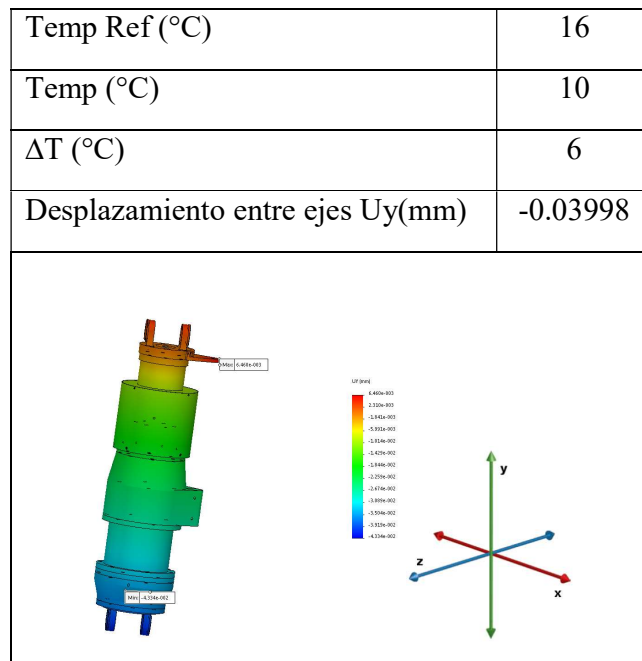 Temp Ref (°C) 16
Temp (°C) 10
ΔT (°C) 6
Desplazamiento entre ejes Uy(mm) -0.03998
Máx: 6.460e-003
UY (mm)
6.460e-003
2.310e-003
-1.841e-003
-5.991e-003
-1.014e-002
-1.429e-002
-1.844e-002
-2.259e-002
-2.674e-002
-3.089e-002
-3.504e-002
-3.919e-002
-4.334e-002
y
z
x
Mín: -4.334e-002